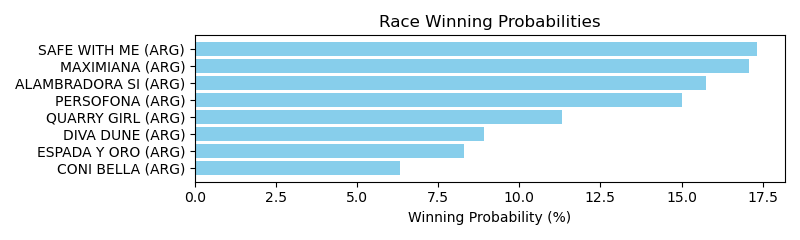 Race Winning Probabilities
SAFE WITH ME (ARG)
MAXIMIANA (ARG)
ALAMBRADORA SI (ARG)
PERSOFONA (ARG)
QUARRY GIRL (ARG)
DIVA DUNE (ARG)
ESPADA Y ORO (ARG)
CONI BELLA (ARG)
0.0 2.5 5.0 7.5 10.0 12.5 15.0 17.5
Winning Probability (%)